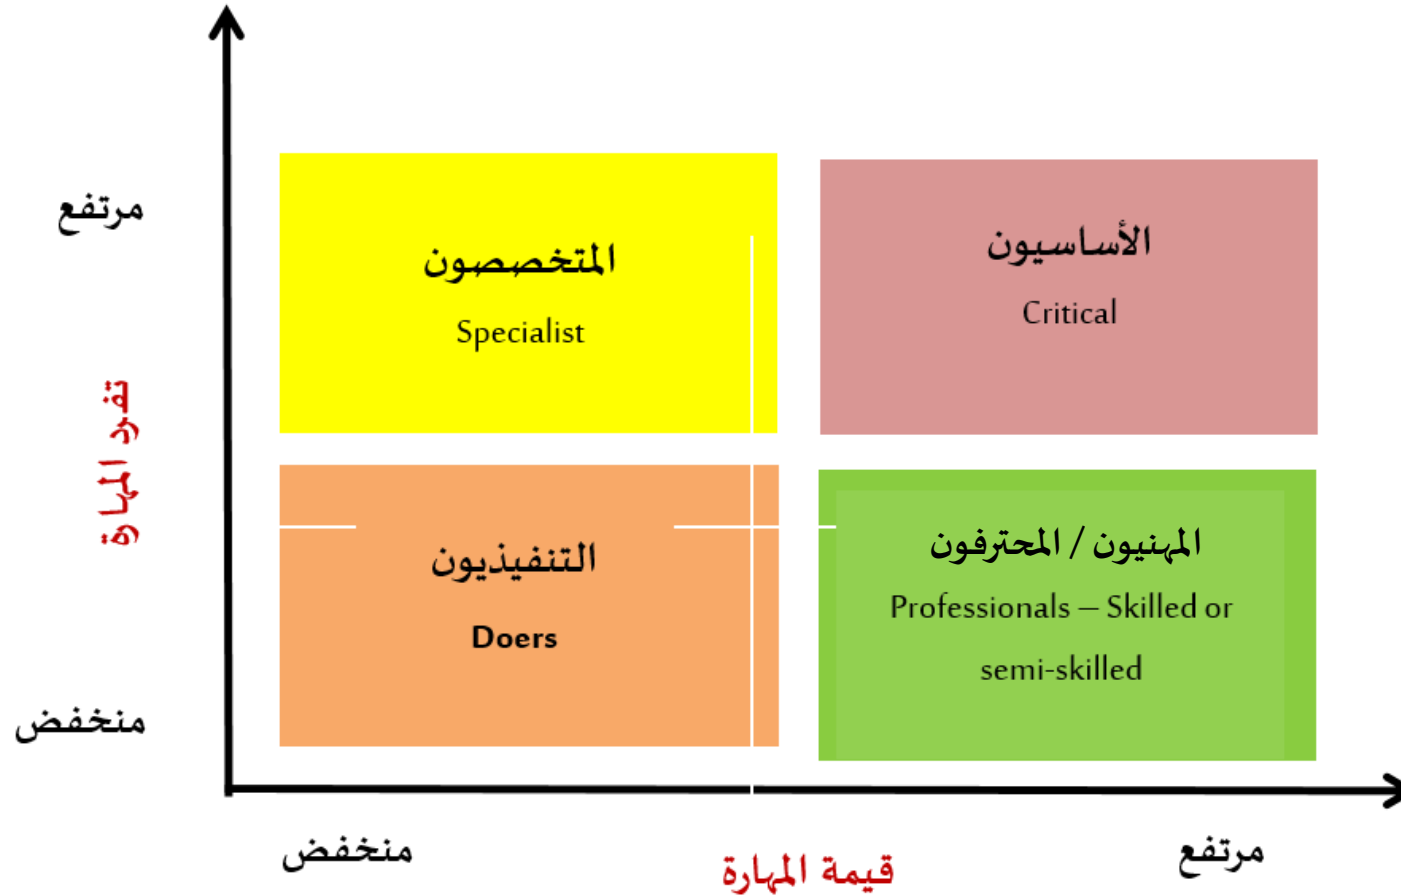 مرتفع
الأساسيون
Critical
المتخصصون
Specialist
تفرد المهارة
المهنيون / المحترفون
Professionals – Skilled or
semi-skilled
التنفيذيون
Doers
منخفض
منخفض
قيمة المهارة
مرتفع